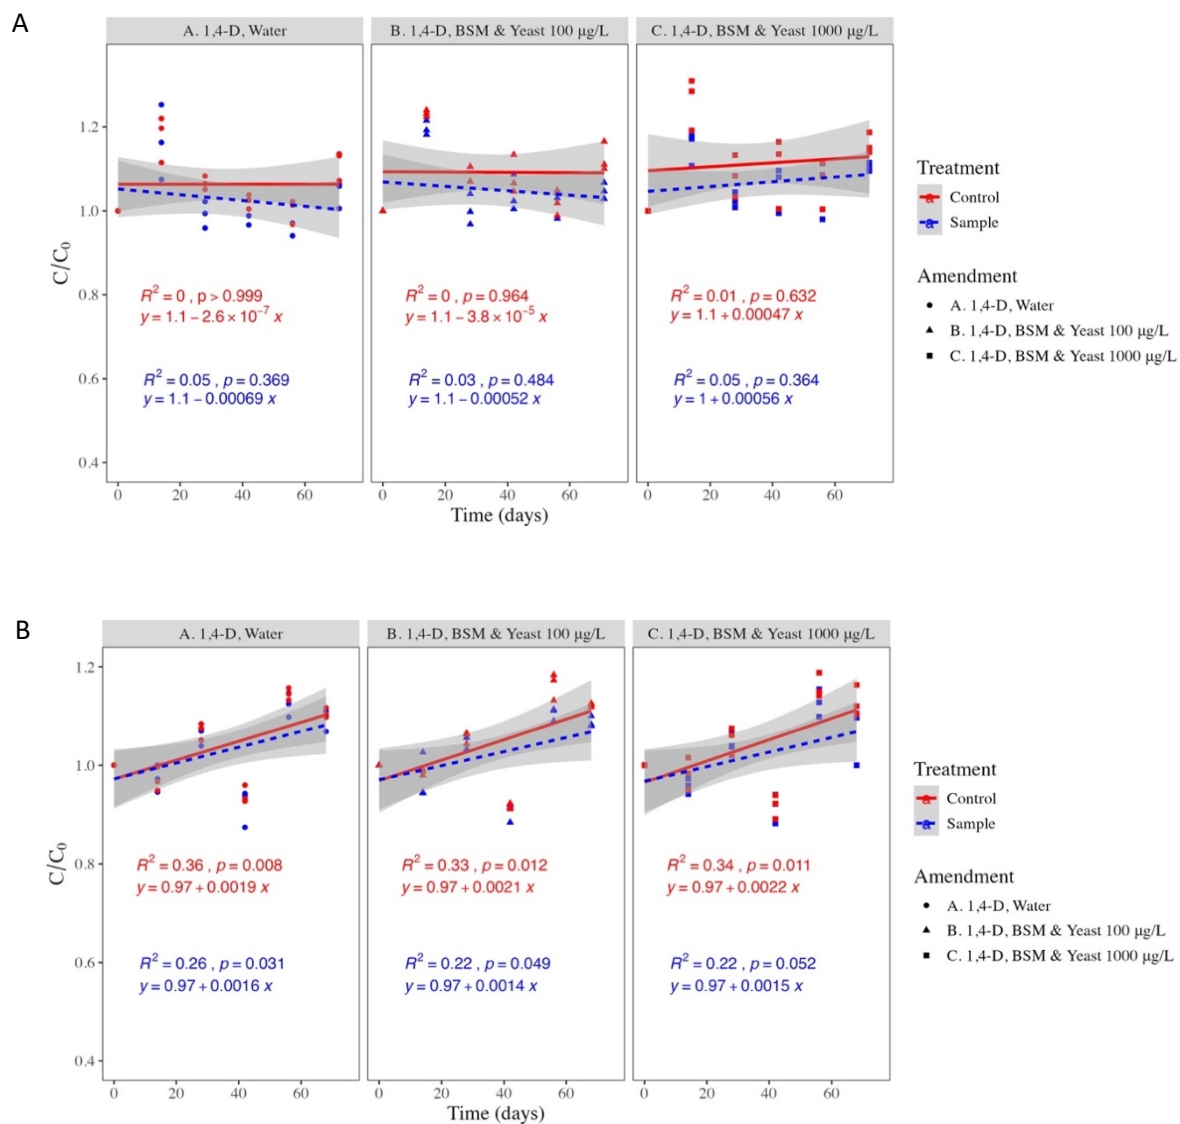 A
A. 1,4-D, Water
B. 1,4-D, BSM & Yeast 100 μg/L
C. 1,4-D, BSM & Yeast 1000 μg/L
C/C₀
1.2
1.0
0.8
0.6
0.4
R² = 0 , p > 0.999
y = 1.1 − 2.6 × 10⁻⁷ x
R² = 0.05 , p = 0.369
y = 1.1 − 0.00069 x
R² = 0 , p = 0.964
y = 1.1 − 3.8 × 10⁻⁵ x
R² = 0.03 , p = 0.484
y = 1.1 − 0.00052 x
R² = 0.01 , p = 0.632
y = 1.1 + 0.00047 x
R² = 0.05 , p = 0.364
y = 1 + 0.00056 x
0 20 40 60
0 20 40 60
0 20 40 60
Time (days)
Treatment
a Control
a Sample
Amendment
A. 1,4-D, Water
B. 1,4-D, BSM & Yeast 100 μg/L
C. 1,4-D, BSM & Yeast 1000 μg/L
B
A. 1,4-D, Water
B. 1,4-D, BSM & Yeast 100 μg/L
C. 1,4-D, BSM & Yeast 1000 μg/L
C/C₀
1.2
1.0
0.8
0.6
0.4
R² = 0.36 , p = 0.008
y = 0.97 + 0.0019 x
R² = 0.26 , p = 0.031
y = 0.97 + 0.0016 x
R² = 0.33 , p = 0.012
y = 0.97 + 0.0021 x
R² = 0.22 , p = 0.049
y = 0.97 + 0.0014 x
R² = 0.34 , p = 0.011
y = 0.97 + 0.0022 x
R² = 0.22 , p = 0.052
y = 0.97 + 0.0015 x
0 20 40 60
0 20 40 60
0 20 40 60
Time (days)
Treatment
a Control
a Sample
Amendment
A. 1,4-D, Water
B. 1,4-D, BSM & Yeast 100 μg/L
C. 1,4-D, BSM & Yeast 1000 μg/L